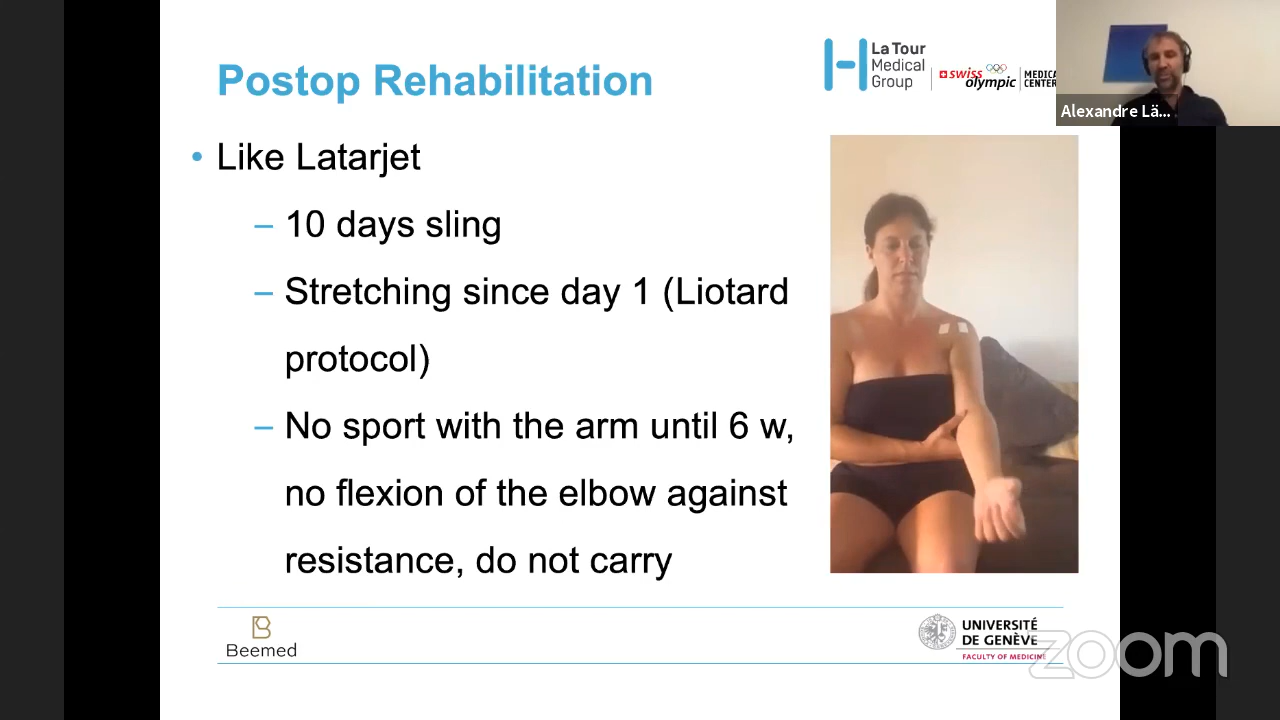 Postop Rehabilitation
La Tour
Medical
Group
swiss
olympic
MEDICAL
CENTER
Alexandre Lä...
• Like Latarjet
– 10 days sling
– Stretching since day 1 (Liotard
protocol)
– No sport with the arm until 6 w,
no flexion of the elbow against
resistance, do not carry
Beemed
UNIVERSITÉ
DE GENÈVE
FACULTY OF MEDICINE
zoom